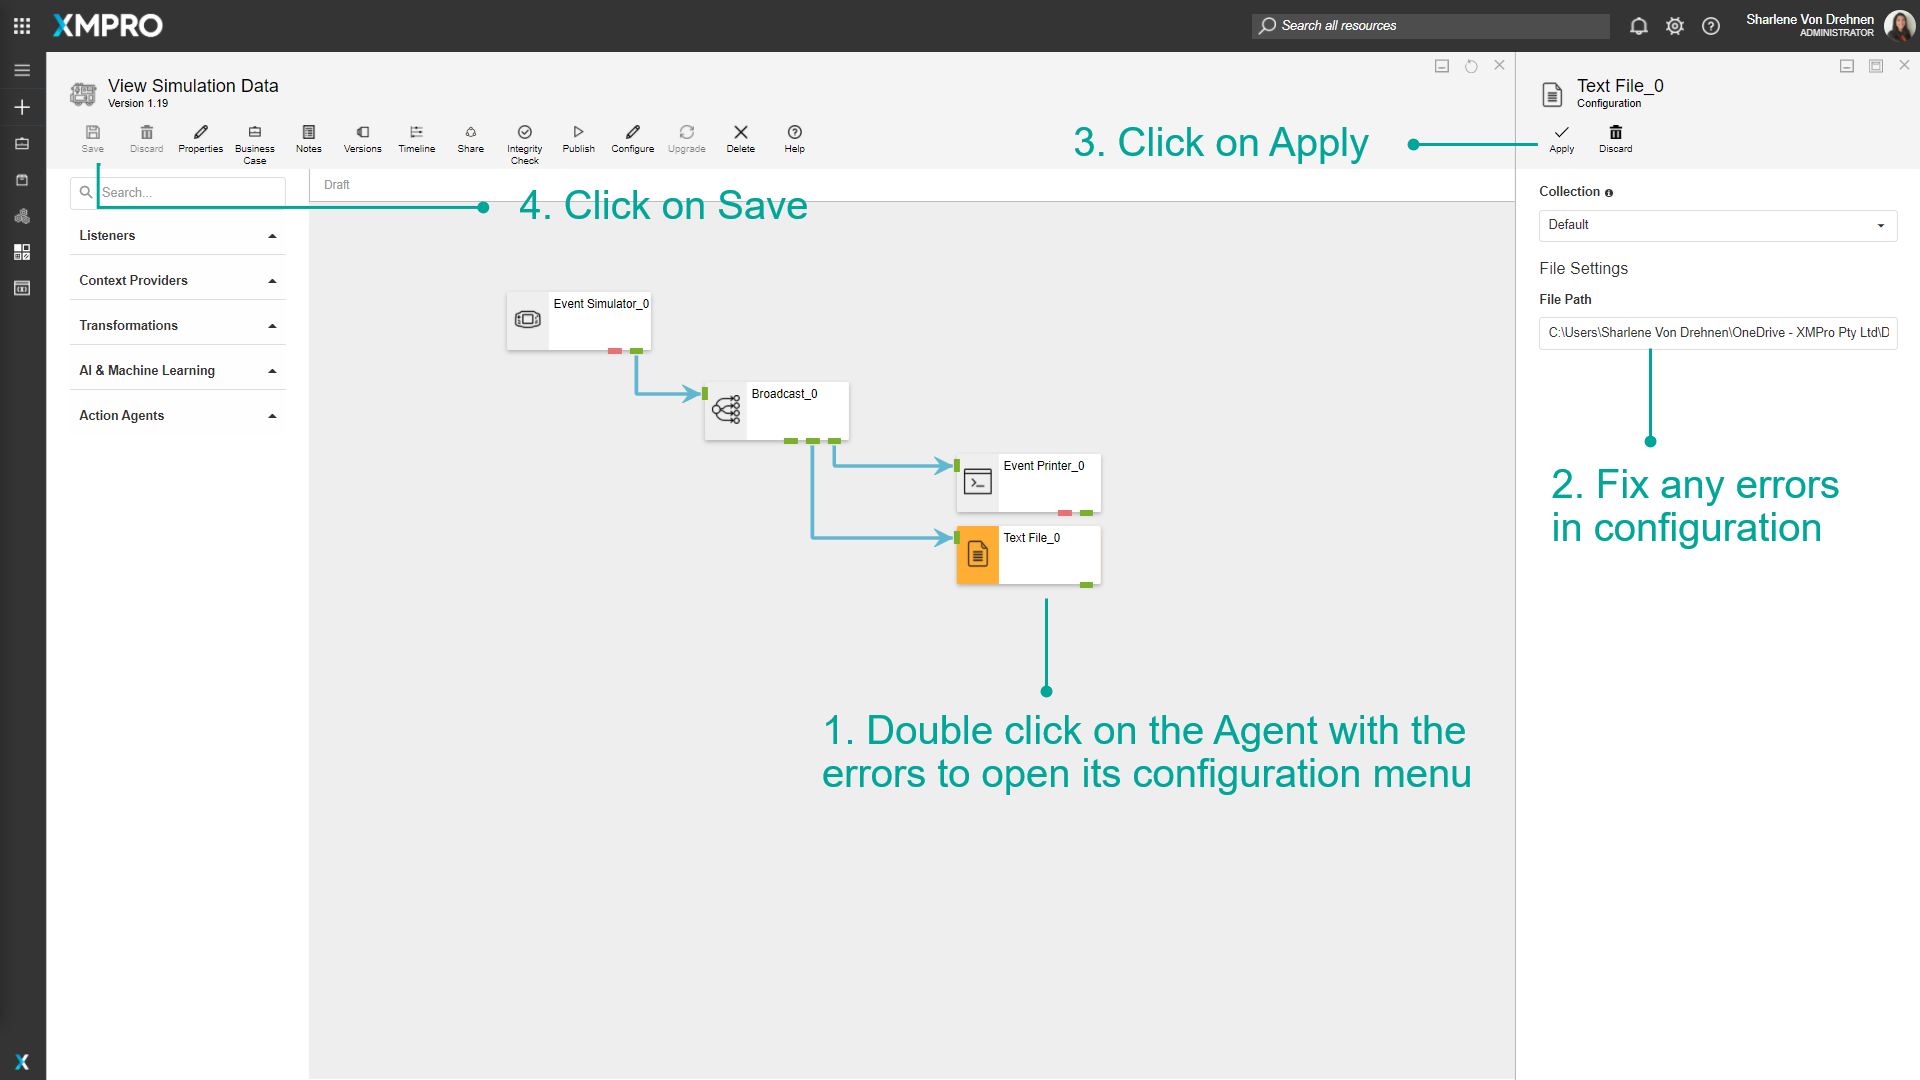 XMPRO
Search all resources
Sharlene Von Drehnen
ADMINISTRATOR
View Simulation Data
Version 1.19
Save
Discard
Properties
Business
Case
Notes
Versions
Timeline
Share
Integrity
Check
Publish
Configure
Upgrade
Delete
Help
Text File_0
Configuration
Apply
Discard
3. Click on Apply
4. Click on Save
Search...
Draft
Listeners
Context Providers
Transformations
AI & Machine Learning
Action Agents
Event Simulator_0
Broadcast_0
Event Printer_0
Text File_0
1. Double click on the Agent with the
errors to open its configuration menu
Collection
Default
File Settings
File Path
C:\Users\Sharlene Von Drehnen\OneDrive - XMPro Pty Ltd\D
2. Fix any errors
in configuration
X